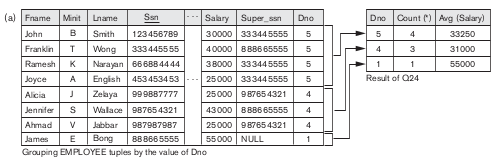 (a) Fname Minit Lname Ssn · · · Salary Super_ssn Dno Dno Count (*) Avg (Salary)
John B Smith 123456789 30000 333445555 5 5 4 33250
Franklin T Wong 333445555 40000 888665555 5 4 3 31000
Ramesh K Narayan 666884444 38000 333445555 5 1 1 55000
Joyce A English 453453453 · · · 25000 333445555 5 Result of Q24
Alicia J Zelaya 999887777 25000 987654321 4
Jennifer S Wallace 987654321 43000 888665555 4
Ahmad V Jabbar 987987987 25000 987654321 4
James E Bong 888665555 55000 NULL 1
Grouping EMPLOYEE tuples by the value of Dno